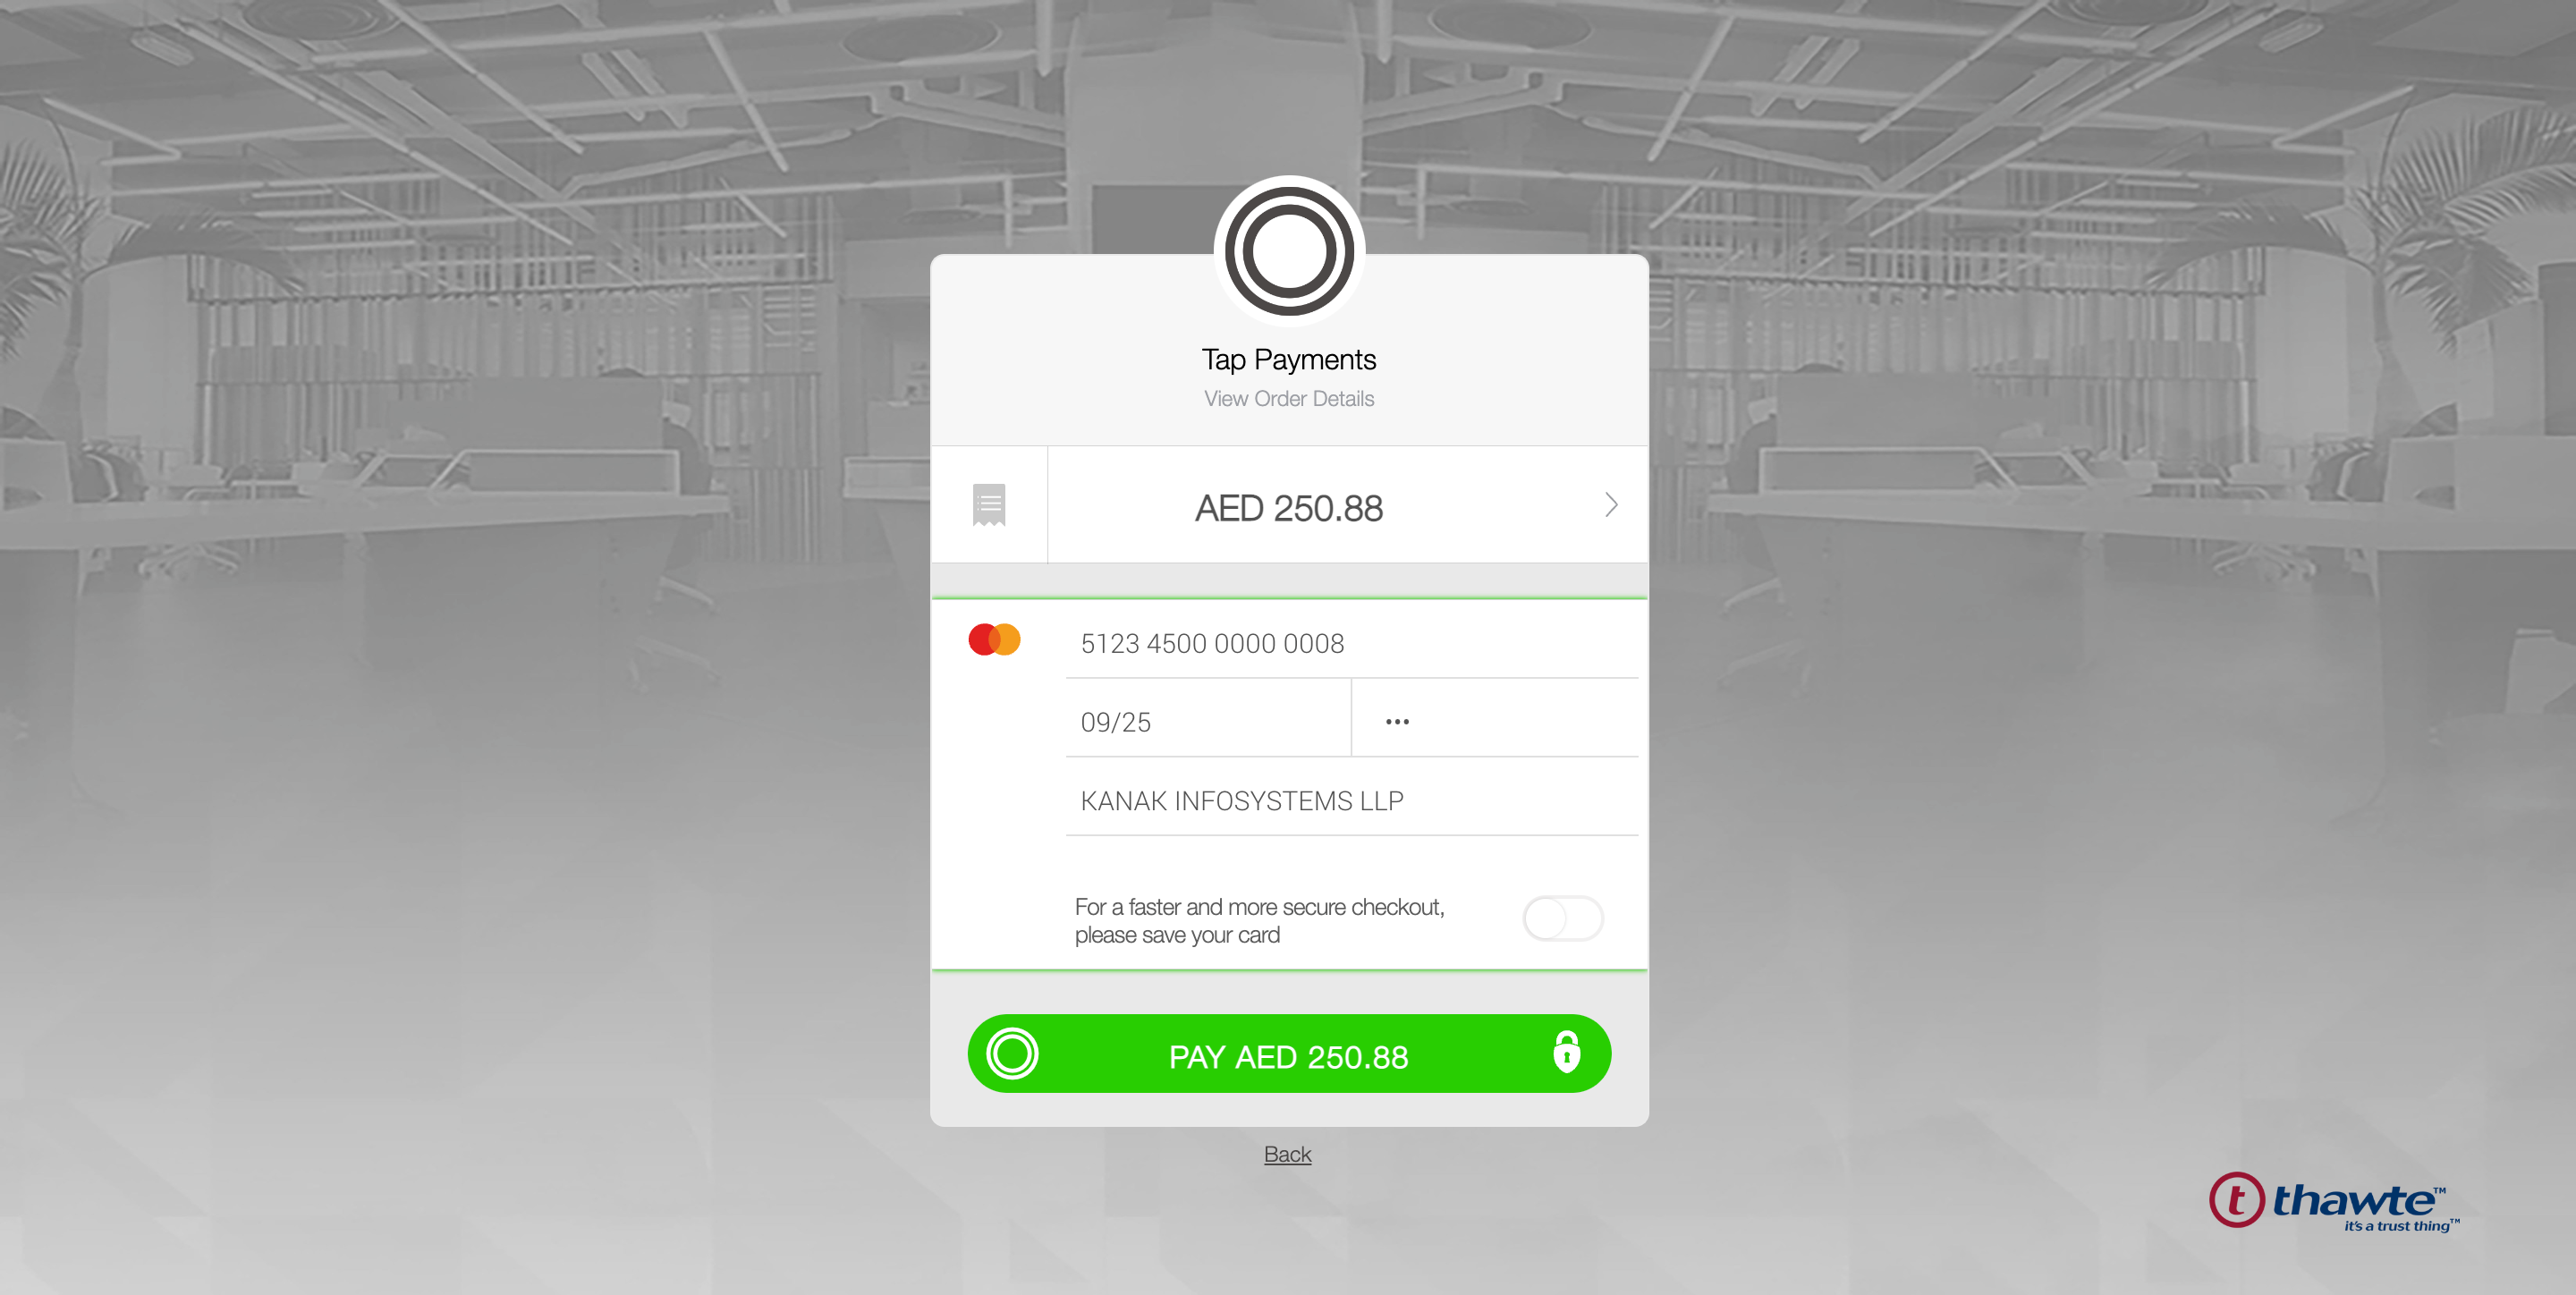 Tap Payments
View Order Details
AED 250.88
5123 4500 0000 0008
09/25
•••
KANAK INFOSYSTEMS LLP
For a faster and more secure checkout,
please save your card
PAY AED 250.88
Back
t thawte™
it's a trust thing™